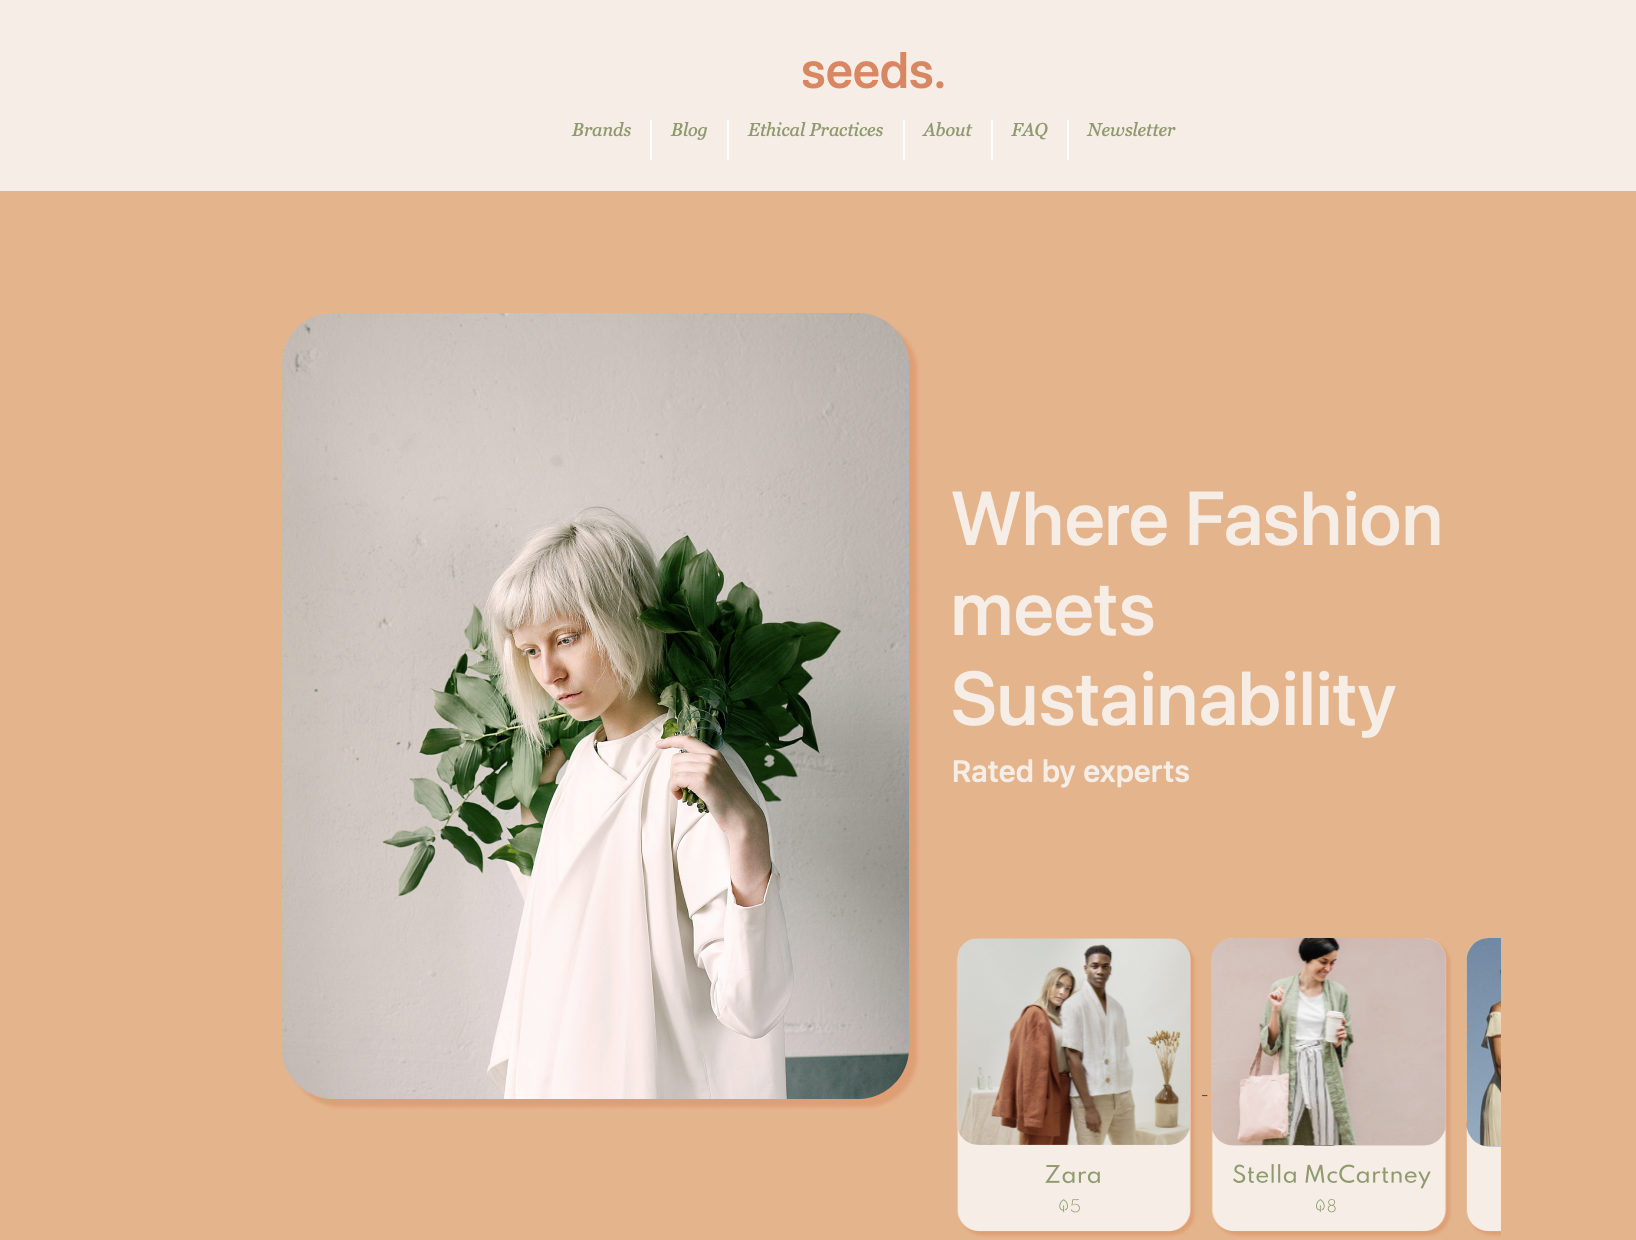 seeds.
Brands
Blog
Ethical Practices
About
FAQ
Newsletter
Where Fashion
meets
Sustainability
Rated by experts
-
Zara
5
Stella McCartney
8